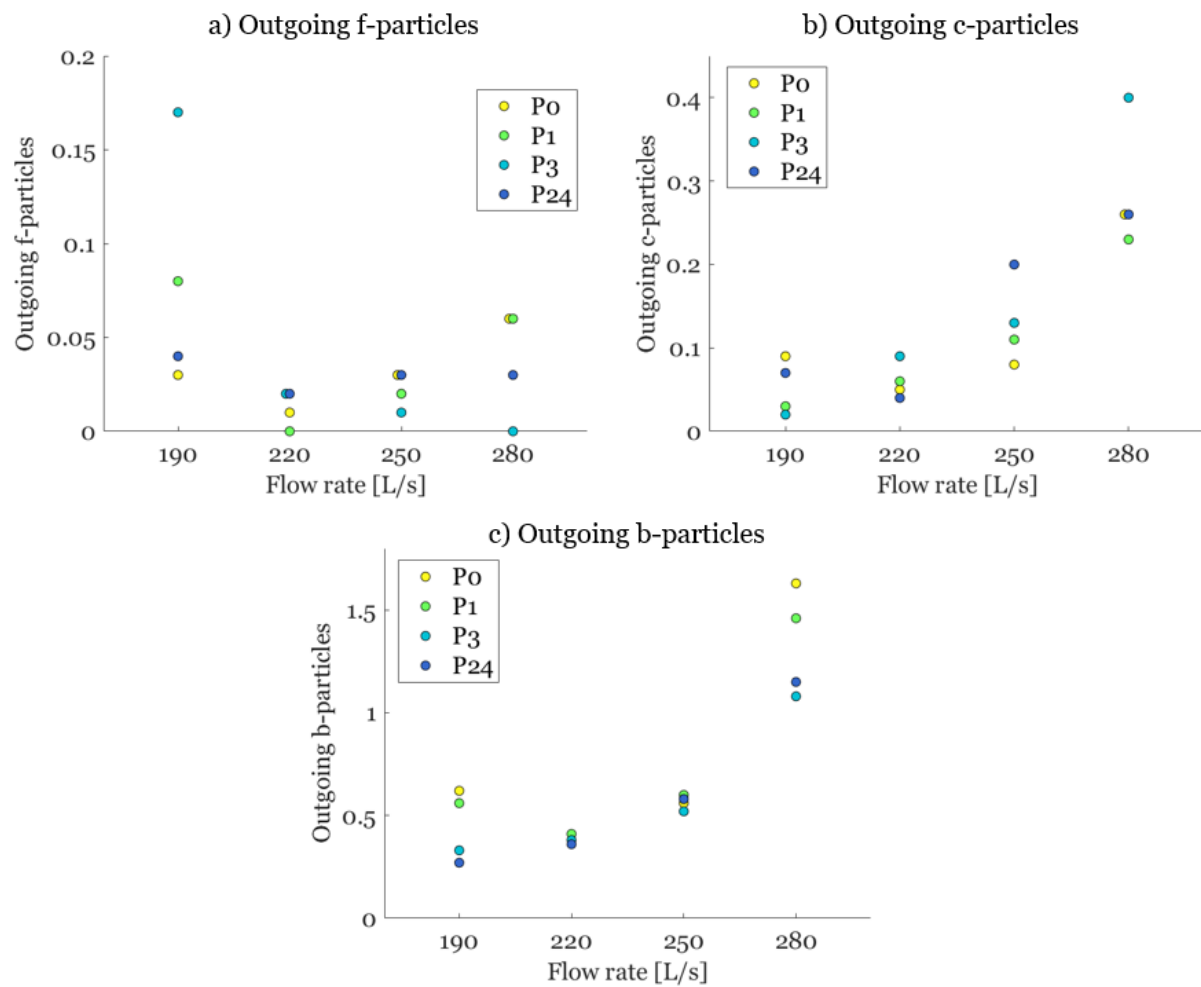 a) Outgoing f-particles
0.2
0.15
0.1
0.05
0
Outgoing f-particles
P0
P1
P3
P24
190 220 250 280
Flow rate [L/s]
b) Outgoing c-particles
0.4
0.3
0.2
0.1
0
Outgoing c-particles
P0
P1
P3
P24
190 220 250 280
Flow rate [L/s]
c) Outgoing b-particles
1.5
1
0.5
0
Outgoing b-particles
P0
P1
P3
P24
190 220 250 280
Flow rate [L/s]